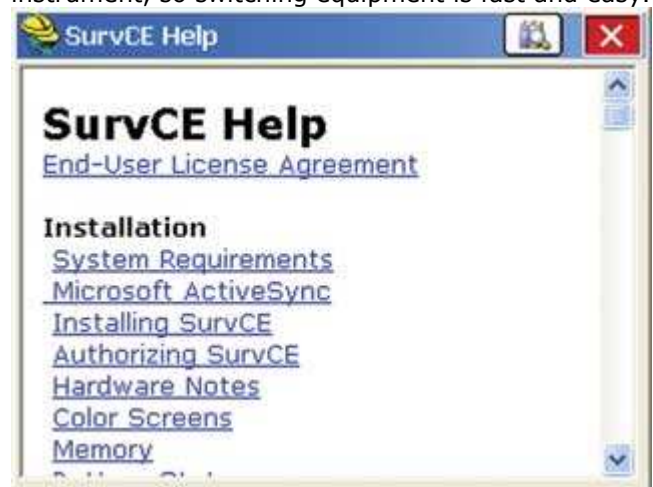 instrument, so switching equipment is fast and easy.
SurvCE Help
SurvCE Help
End-User License Agreement
Installation
System Requirements
Microsoft ActiveSync
Installing SurvCE
Authorizing SurvCE
Hardware Notes
Color Screens
Memory